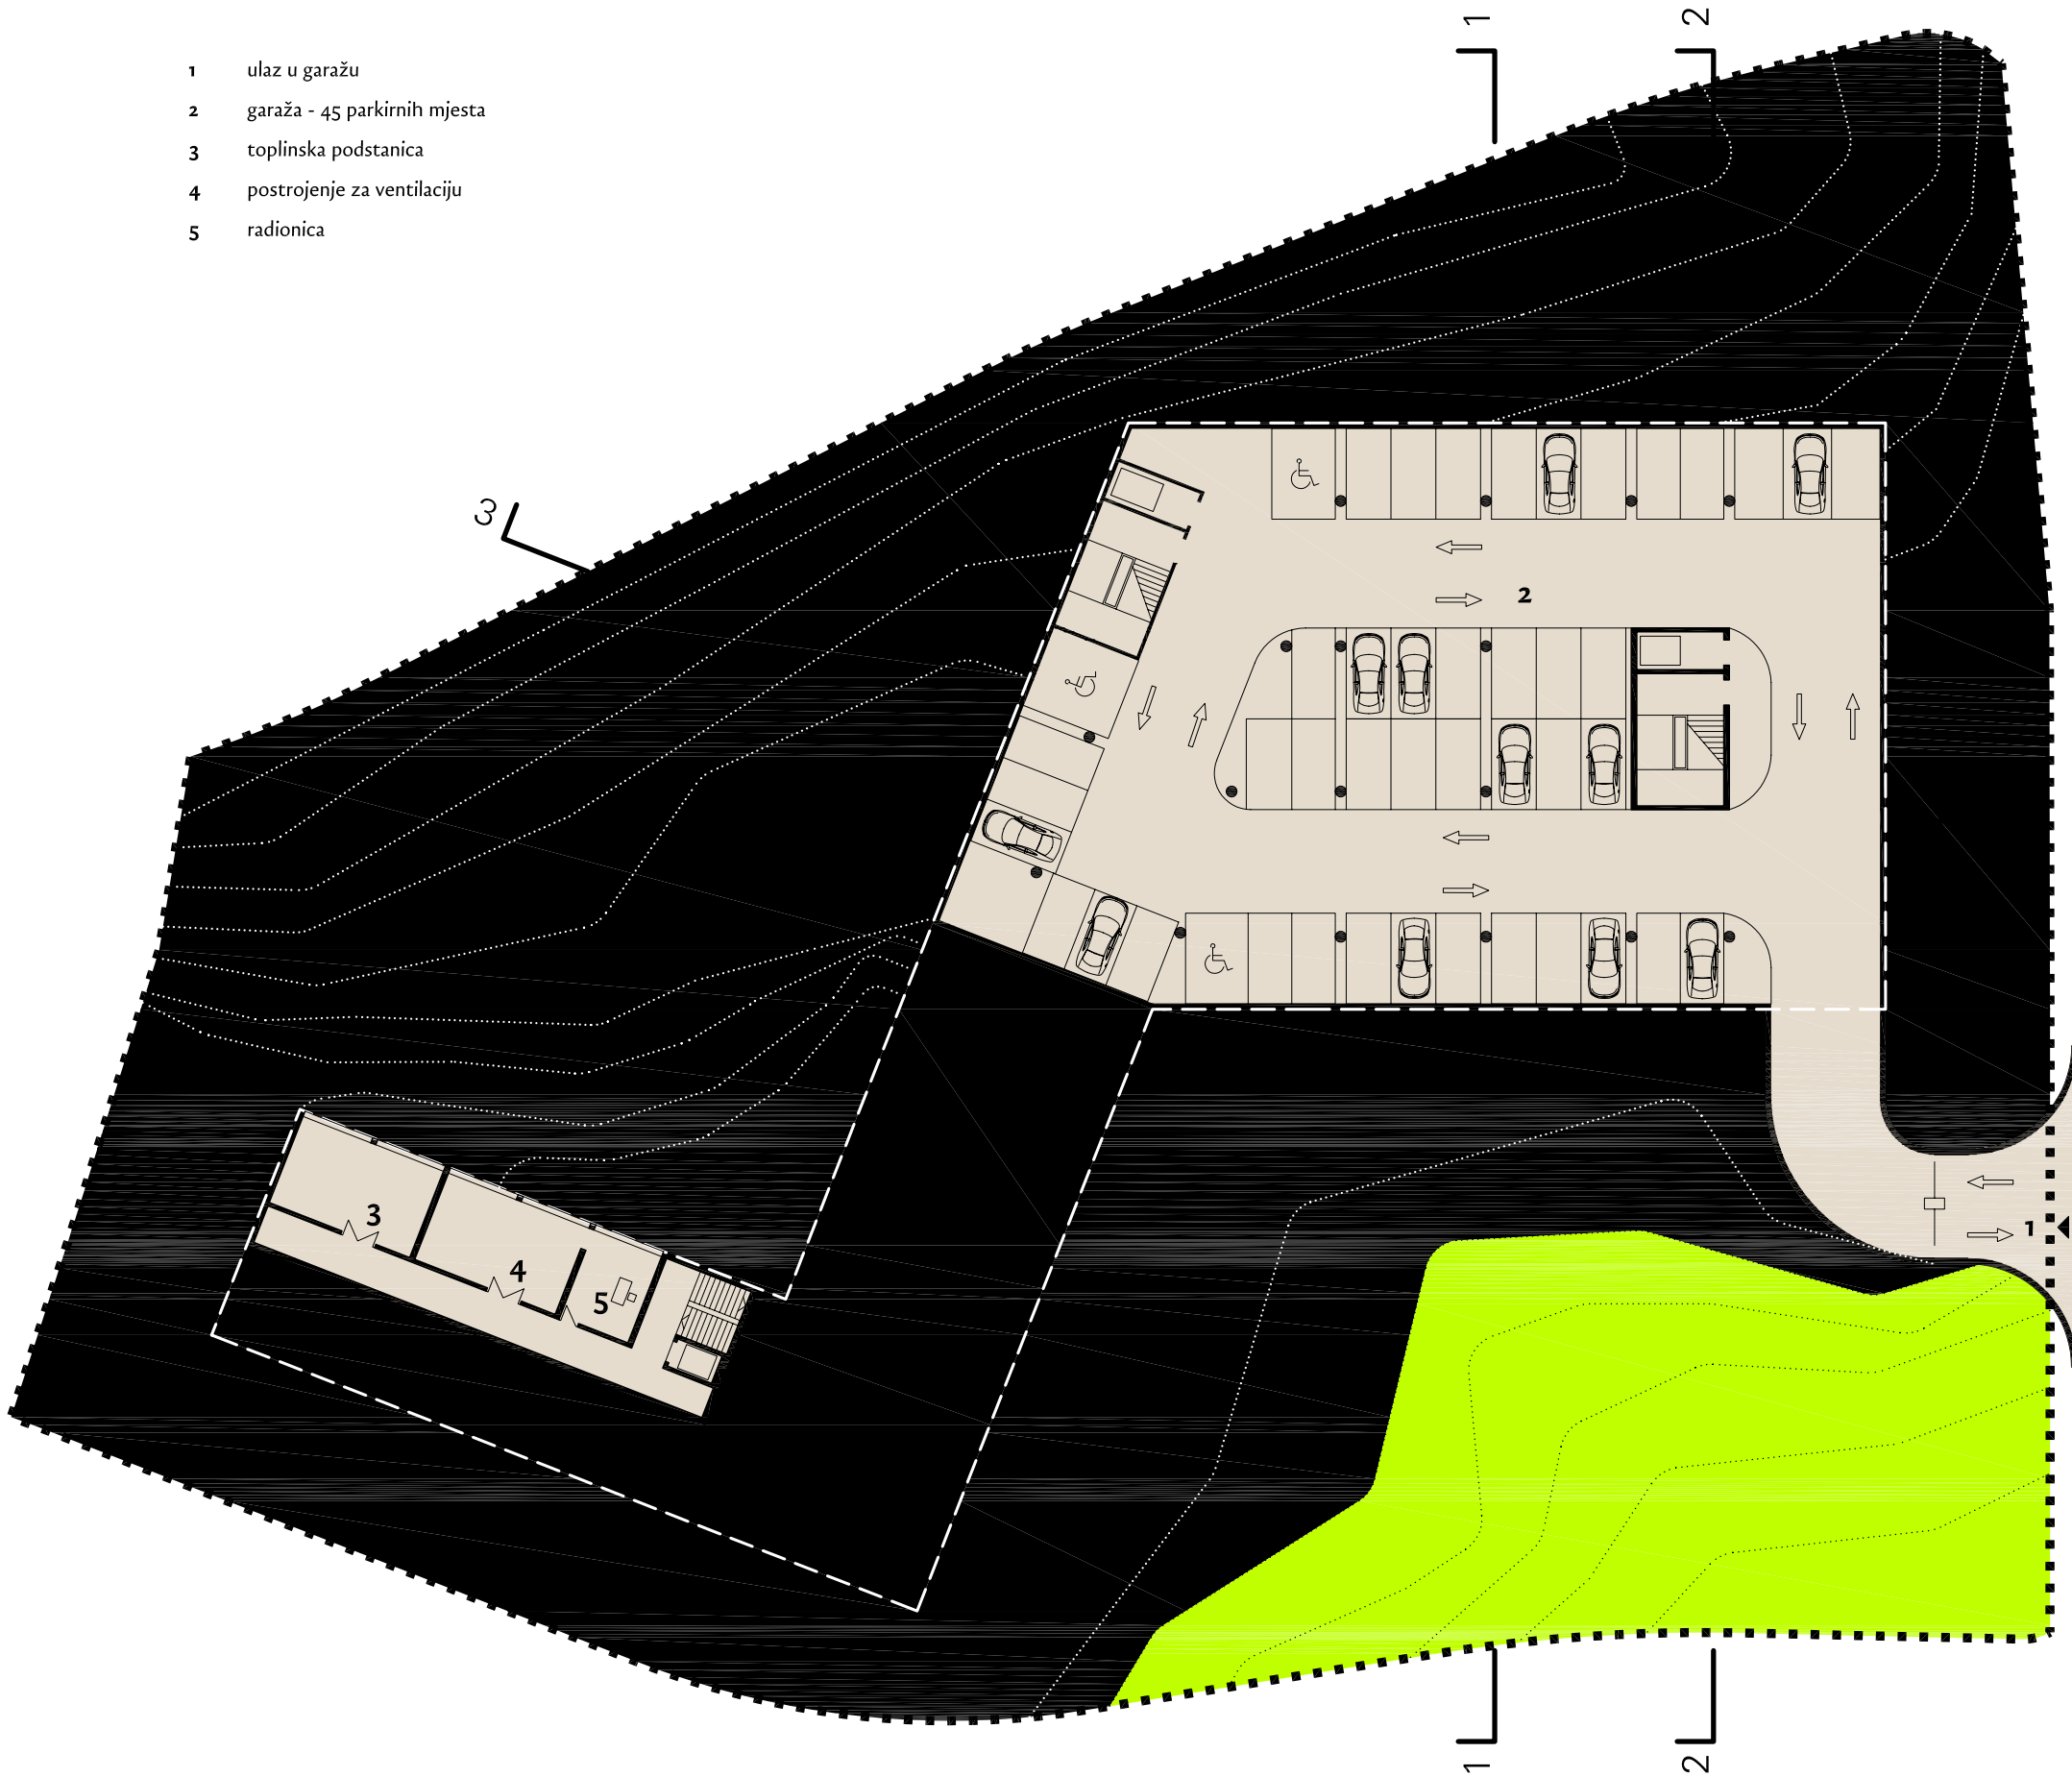 1 2
1 ulaz u garažu
2 garaža - 45 parkirnih mjesta
3 toplinska podstanica
4 postrojenje za ventilaciju
5 radionica
3
2
1
3
4
5
1 2